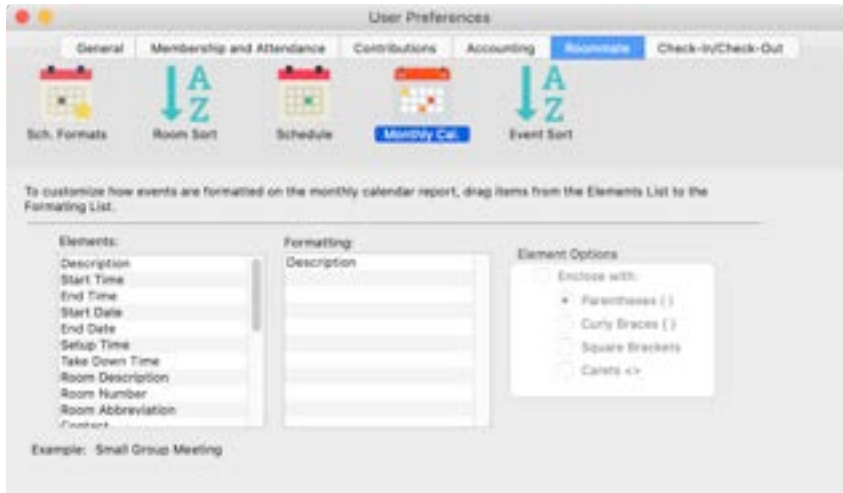 User Preferences
General Membership and Attendance Contributions Accounting Roommate Check-In/Check-Out
A Z A Z
Sch. Formats Room Sort Schedule Monthly Cal. Event Sort
To customize how events are formatted on the monthly calendar report, drag items from the Elements List to the
Formating List.
Elements: Formatting:
Element Options
Description Description
Enclose with:
Start Time
End Time
Parentheses ( )
Start Date
Curly Braces { }
End Date
Setup Time
Square Brackets
Take Down Time
Carets <>
Room Description
Room Number
Room Abbreviation
Contact
Example: Small Group Meeting